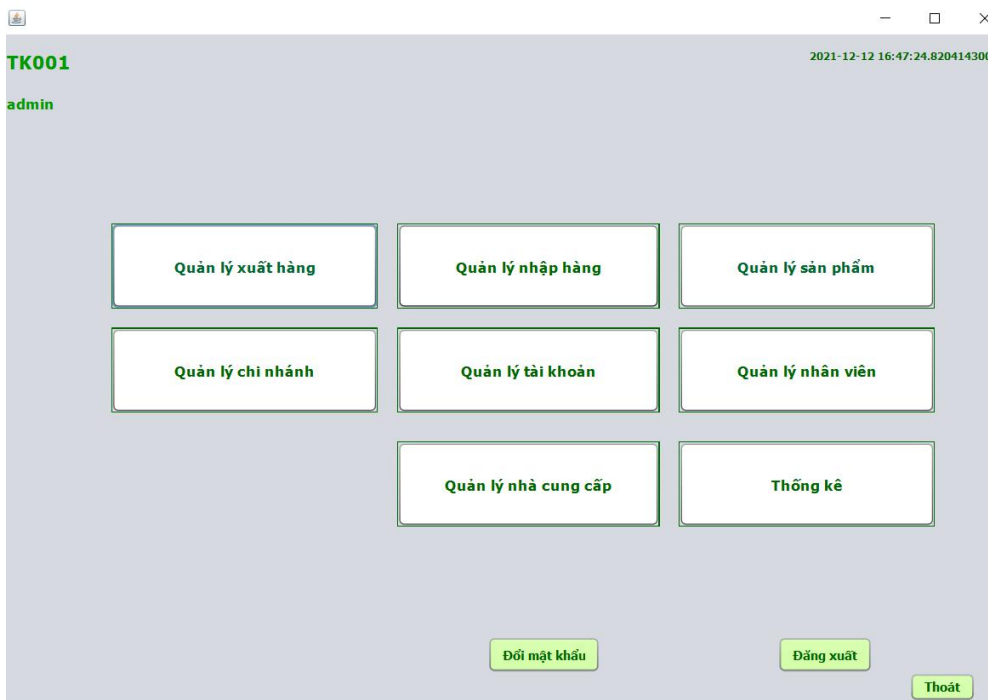 TK001
2021-12-12 16:47:24.820414300
admin
Quản lý xuất hàng
Quản lý nhập hàng
Quản lý sản phẩm
Quản lý chi nhánh
Quản lý tài khoản
Quản lý nhân viên
Quản lý nhà cung cấp
Thống kê
Đổi mật khẩu
Đăng xuất
Thoát